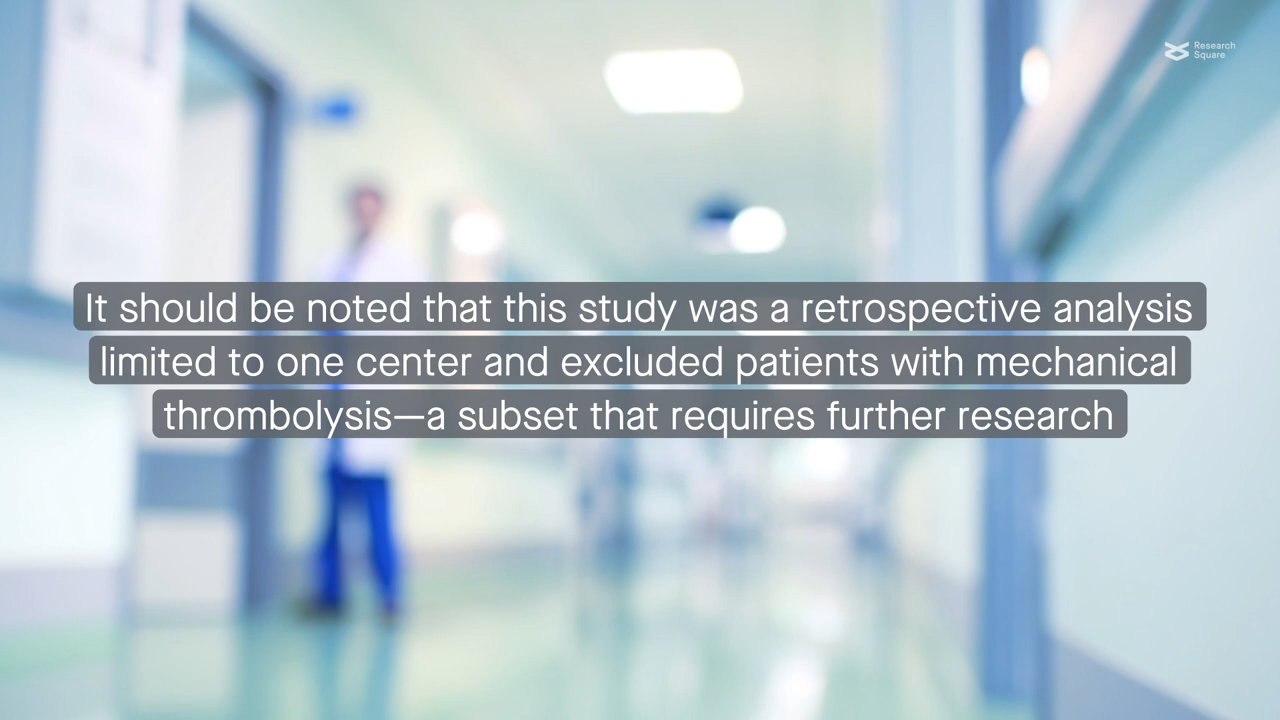 Research
Square
It should be noted that this study was a retrospective analysis
limited to one center and excluded patients with mechanical
thrombolysis—a subset that requires further research